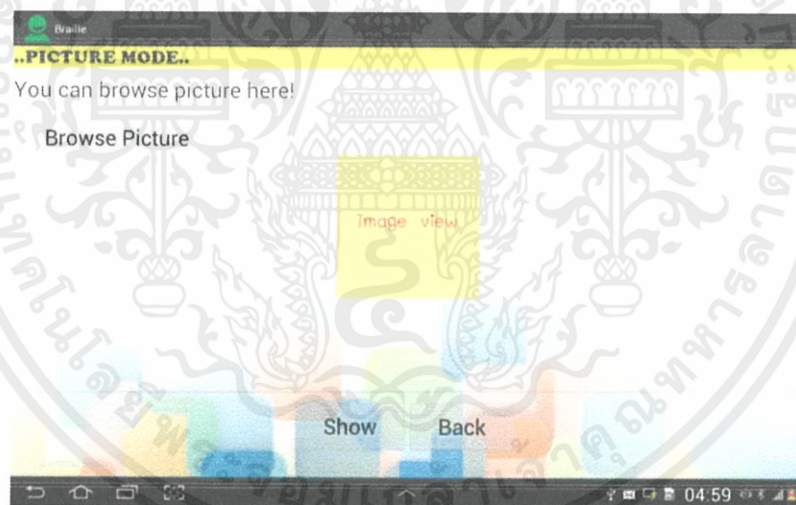 Braille
..PICTURE MODE..
You can browse picture here!
Browse Picture
Image view
Show Back
04:59